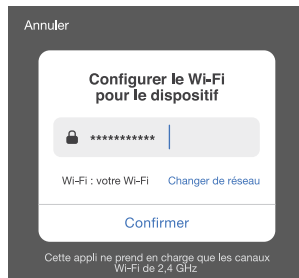 Annuler
Configurer le Wi-Fi
pour le dispositif
***********
Wi-Fi : votre Wi-Fi Changer de réseau
Confirmer
Cette appli ne prend en charge que les canaux
Wi-Fi de 2,4 GHz